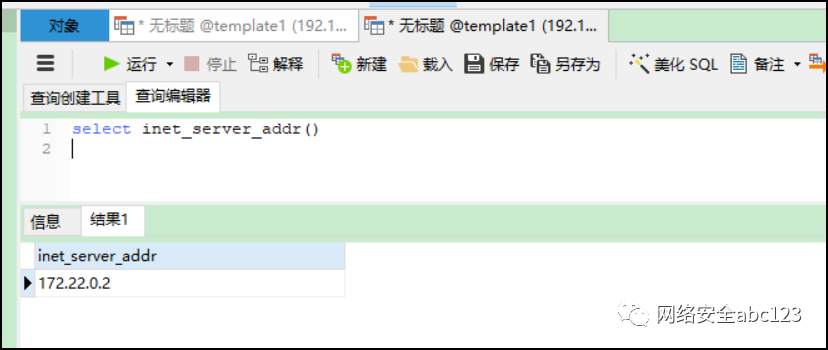 对象 * 无标题 @template1 (192.1... * 无标题 @template1 (192.1...
运行 停止 解释 新建 载入 保存 另存为 美化 SQL 备注
查询创建工具 查询编辑器
1 select inet_server_addr()
2
信息 结果1
inet_server_addr
172.22.0.2
网络安全abc123